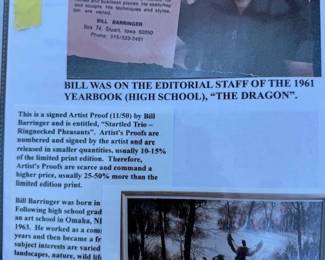 and business places. He
sculpts. His techniques and styles,
too, are varied.
BILL BARRINGER
Box 74, Stuart, Iowa 50250
Phone: 515/523-2451
BILL WAS ON THE EDITORIAL STAFF OF THE 1961
YEARBOOK (HIGH SCHOOL), "THE DRAGON".
This is a signed Artist Proof (11/50) by Bill
Barringer and is entitled, "Startled Trio –
Ringnecked Pheasants". Artist's Proofs are
numbered and signed by the artist and are
released in smaller quantities, usually 10-15%
of the limited print edition. Therefore,
Artist's Proofs are scarce and command a
higher price, usually 25-50% more than the
limited edition print.
Bill Barringer was born in
Following high school grad
an art school in Omaha, NE
1963. He worked as a com
years and then became a fr
subject interests are varied
landscapes, nature, wild life